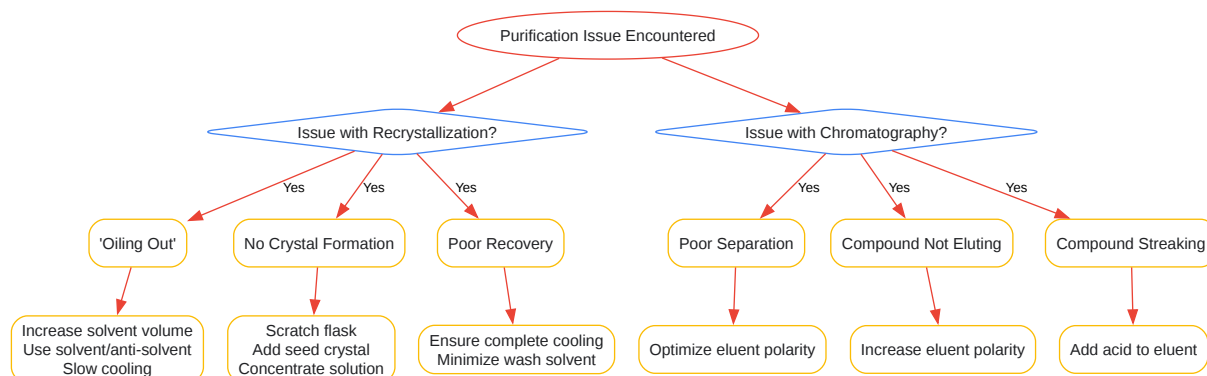 Purification Issue Encountered
Issue with Recrystallization?
Issue with Chromatography?
Yes
Yes
Yes
Yes
Yes
Yes
'Oiling Out'
No Crystal Formation
Poor Recovery
Poor Separation
Compound Not Eluting
Compound Streaking
Increase solvent volume
Use solvent/anti-solvent
Slow cooling
Scratch flask
Add seed crystal
Concentrate solution
Ensure complete cooling
Minimize wash solvent
Optimize eluent polarity
Increase eluent polarity
Add acid to eluent